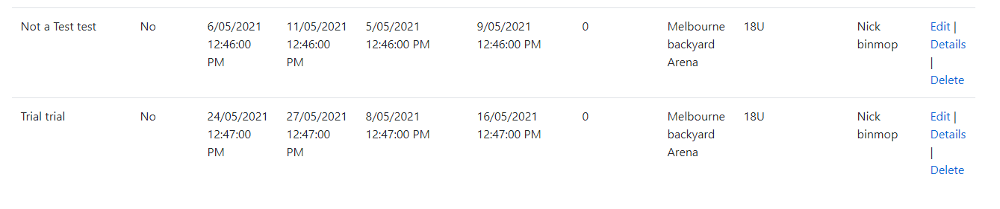 Not a Test test No 6/05/2021 11/05/2021 5/05/2021 9/05/2021 0 Melbourne 18U Nick Edit |
12:46:00 12:46:00 12:46:00 PM 12:46:00 PM backyard binmop Details
PM PM Arena |
Delete
Trial trial No 24/05/2021 27/05/2021 8/05/2021 16/05/2021 0 Melbourne 18U Nick Edit |
12:47:00 12:47:00 12:47:00 PM 12:47:00 PM backyard binmop Details
PM PM Arena |
Delete